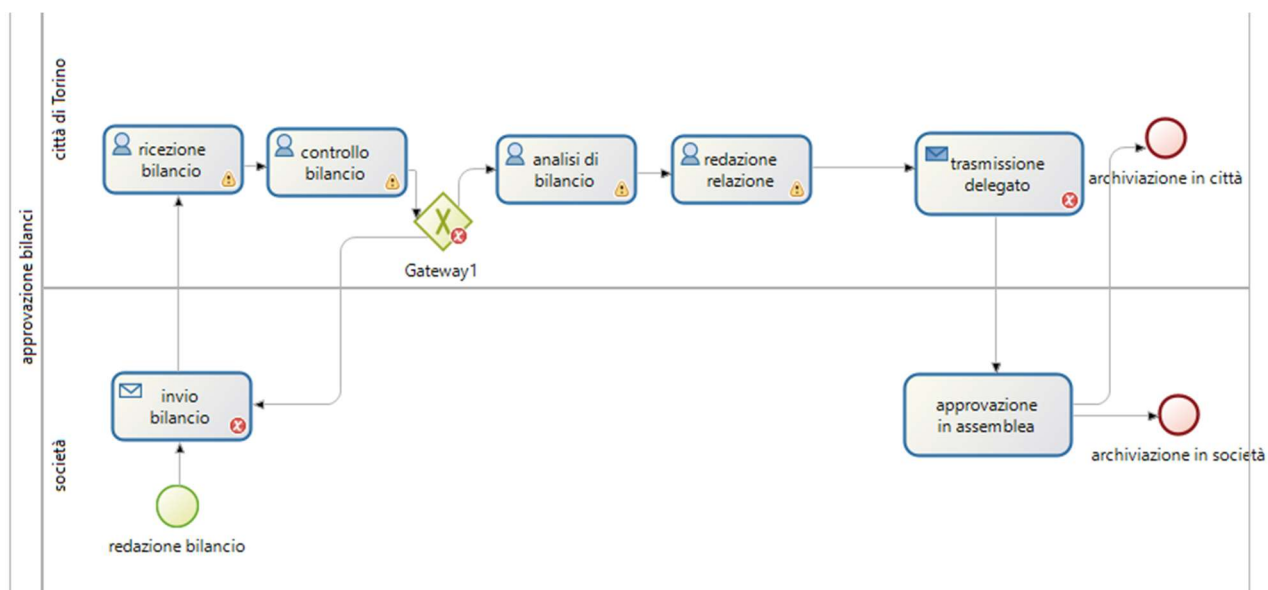 approvazione bilanci
città di Torino
ricezione
bilancio
controllo
bilancio
Gateway1
analisi di
bilancio
redazione
relazione
trasmissione
delegato
archiviazione in città
società
invio
bilancio
redazione bilancio
approvazione
in assemblea
archiviazione in società